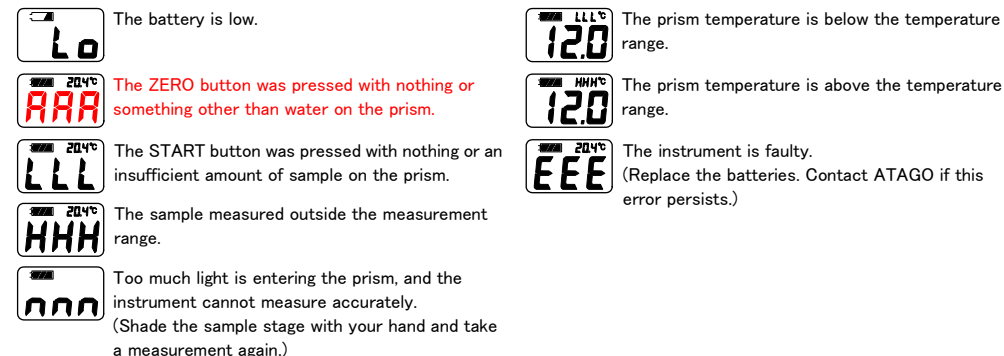 Lo
The battery is low.
20.4℃
AAA
The ZERO button was pressed with nothing or
something other than water on the prism.
20.4℃
LLL
The START button was pressed with nothing or an
insufficient amount of sample on the prism.
20.4℃
HHH
The sample measured outside the measurement
range.
nnn
Too much light is entering the prism, and the
instrument cannot measure accurately.
(Shade the sample stage with your hand and take
a measurement again.)
LLL℃
12.0
The prism temperature is below the temperature
range.
HHH℃
12.0
The prism temperature is above the temperature
range.
20.4℃
EEE
The instrument is faulty.
(Replace the batteries. Contact ATAGO if this
error persists.)